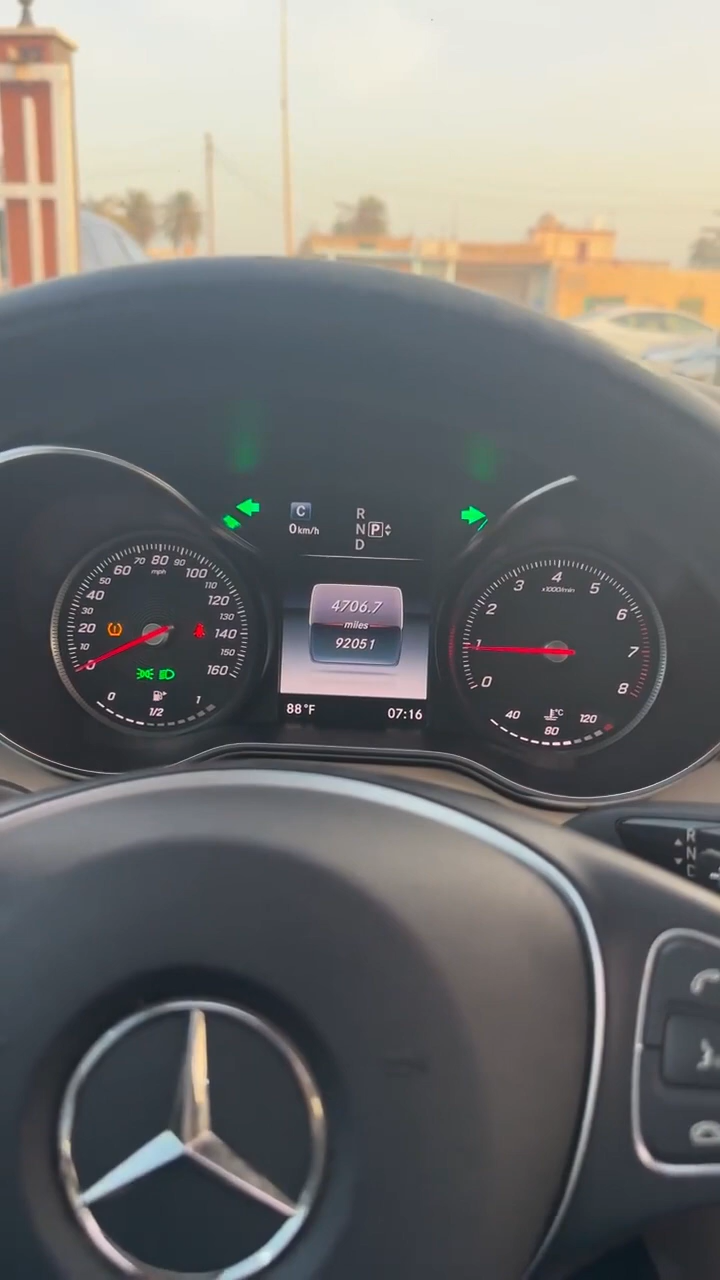 C
0 km/h
R
N P
D
0 10 20 30 40 50 60 70 80 90 100 110 120 130 140 150 160
mph
0 1/2 1
4706.7
miles
92051
88°F 07:16
0 1 2 3 4 5 6 7 8
x1000/min
40 80 120
°C
R
N